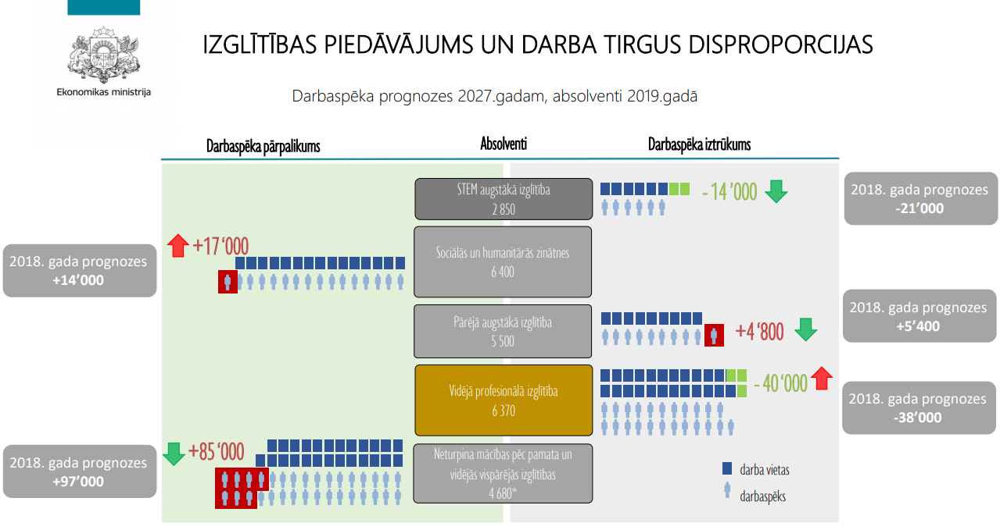 IZGLĪTĪBAS PIEDĀVĀJUMS UN DARBA TIRGUS DISPROPORCIJAS
Ekonomikas ministrija
Darbaspēka prognozes 2027.gadam, absolventi 2019.gadā
Darbaspēka pārpalikums
Absolventi
Darbaspēka iztrūkums
STEM augstākā izglītība
2 850
- 14 ‘000
2018. gada prognozes
-21’000
2018. gada prognozes
+14’000
+17‘000
Sociālās un humanitārās zinātnes
6 400
Pārējā augstākā izglītība
5 500
+4‘800
2018. gada prognozes
+5’400
Vidējā profesionālā izglītība
6 370
- 40 ‘000
2018. gada prognozes
-38’000
2018. gada prognozes
+97’000
+85 ‘000
Neturpina mācības pēc pamata un
vidējās vispārējās izglītības
4 680*
darba vietas
darbaspēks